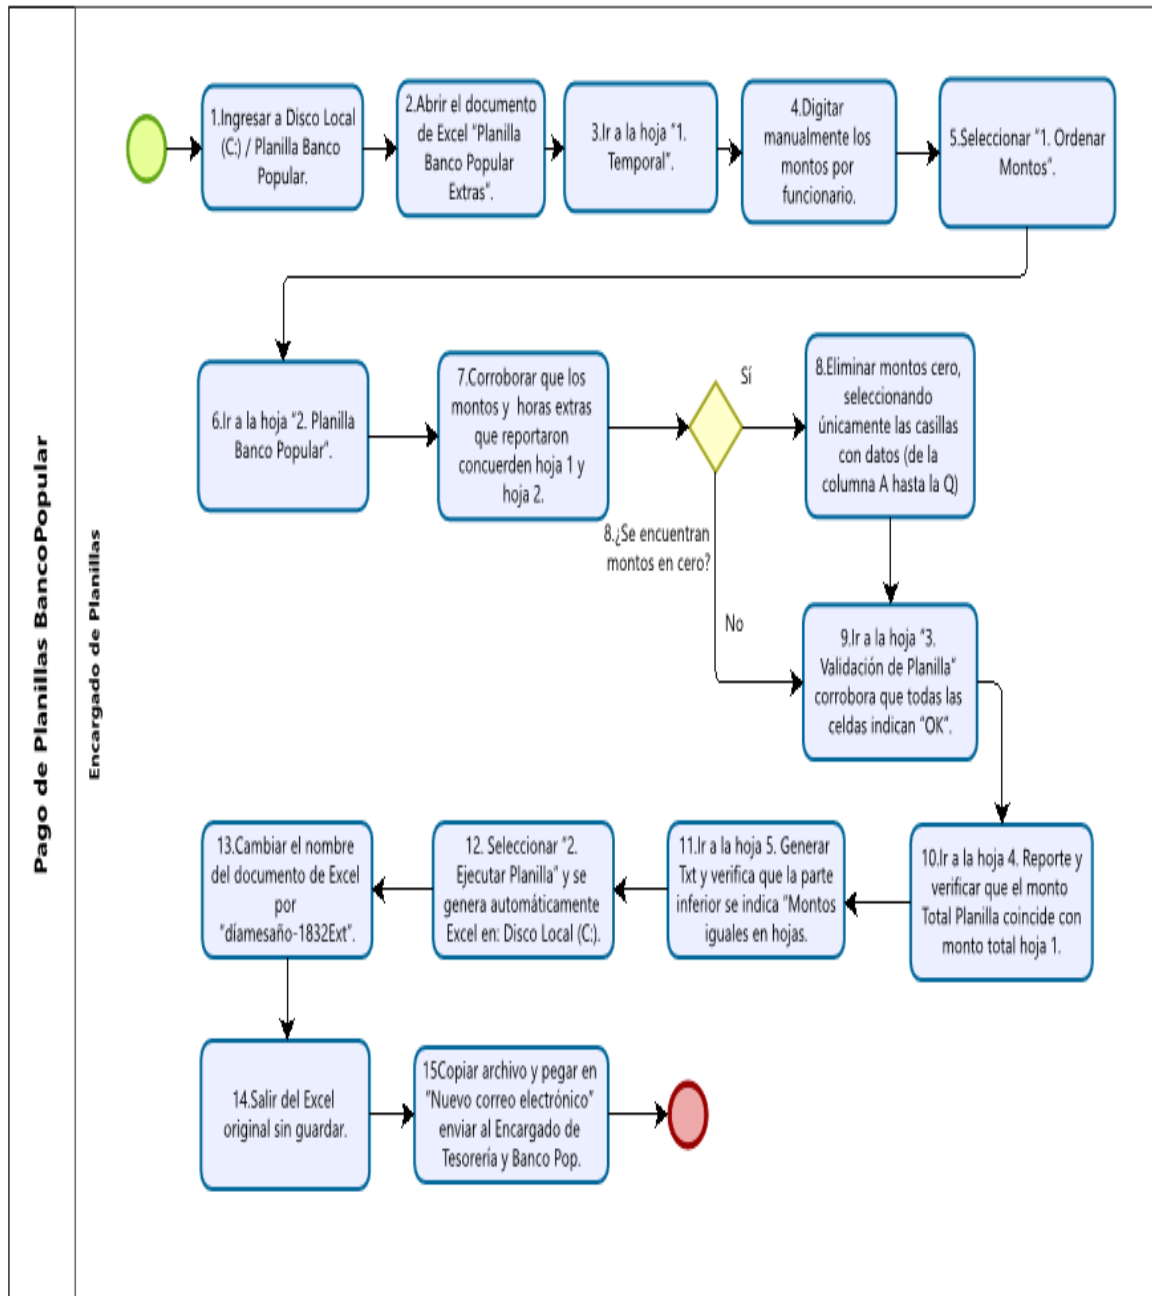 Pago de Planillas BancoPopular
Encargado de Planillas
1.Ingresar a Disco Local
(C:) / Planilla Banco
Popular.
2.Abrir el documento
de Excel "Planilla
Banco Popular
Extras".
3.Ir a la hoja "1.
Temporal".
4.Digitar
manualmente los
montos por
funcionario.
5.Seleccionar "1. Ordenar
Montos".
6.Ir a la hoja "2. Planilla
Banco Popular".
7.Corroborar que los
montos y horas extras
que reportaron
concuerden hoja 1 y
hoja 2.
8.¿Se encuentran
montos en cero?
Sí
No
8.Eliminar montos cero,
seleccionando
únicamente las casillas
con datos (de la
columna A hasta la Q)
9.Ir a la hoja "3.
Validación de Planilla"
corrobora que todas las
celdas indican "OK".
10.Ir a la hoja 4. Reporte y
verificar que el monto
Total Planilla coincide con
monto total hoja 1.
11.Ir a la hoja 5. Generar
Txt y verifica que la parte
inferior se indica "Montos
iguales en hojas.
12. Seleccionar "2.
Ejecutar Planilla" y se
genera automáticamente
Excel en: Disco Local (C:).
13.Cambiar el nombre
del documento de Excel
por
"díamesaño-1832Ext".
14.Salir del Excel
original sin guardar.
15Copiar archivo y pegar en
"Nuevo correo electrónico"
enviar al Encargado de
Tesorería y Banco Pop.